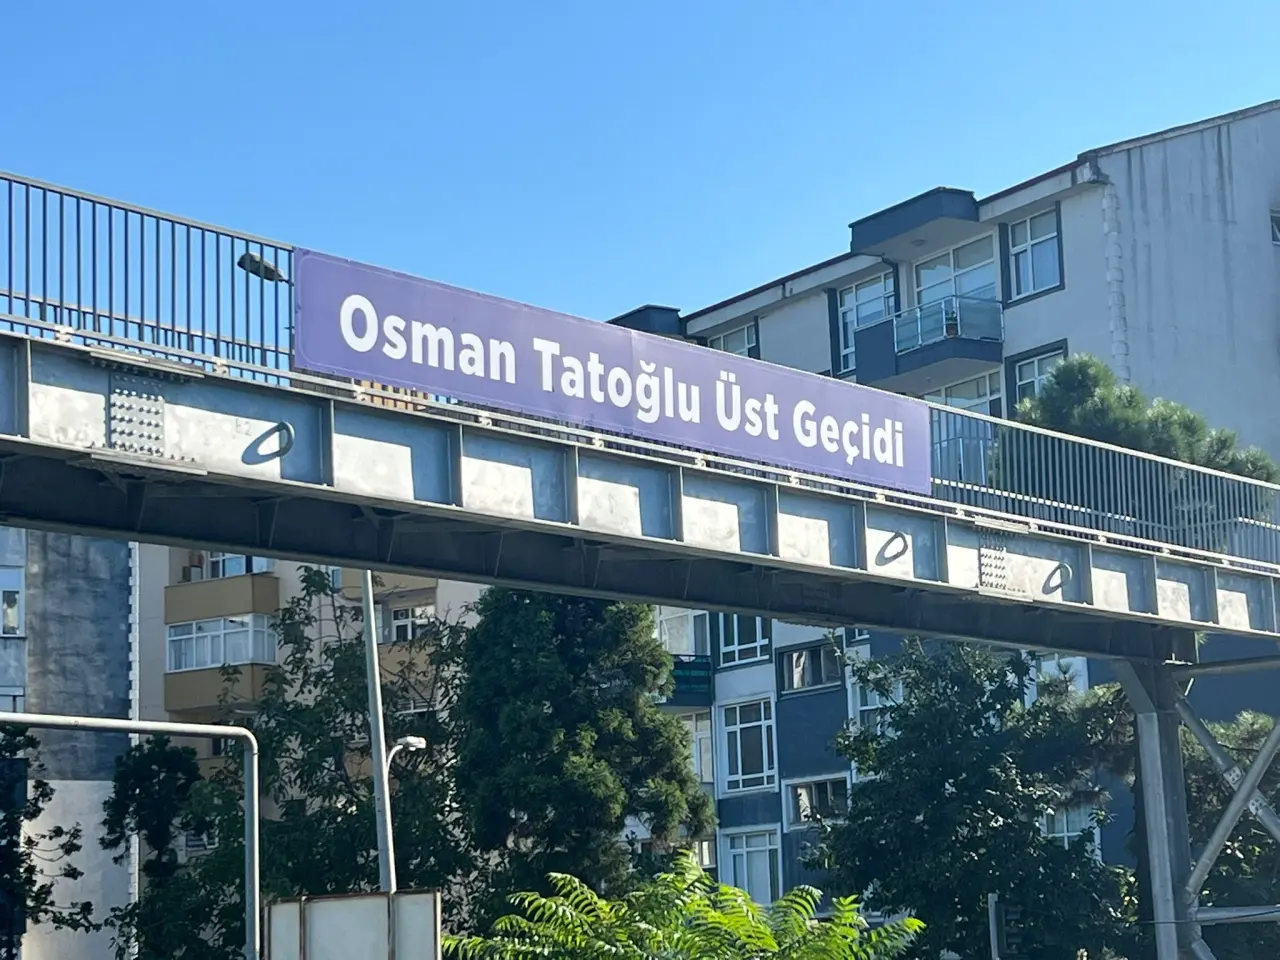 Osman Tatoğlu Üst Geçidi